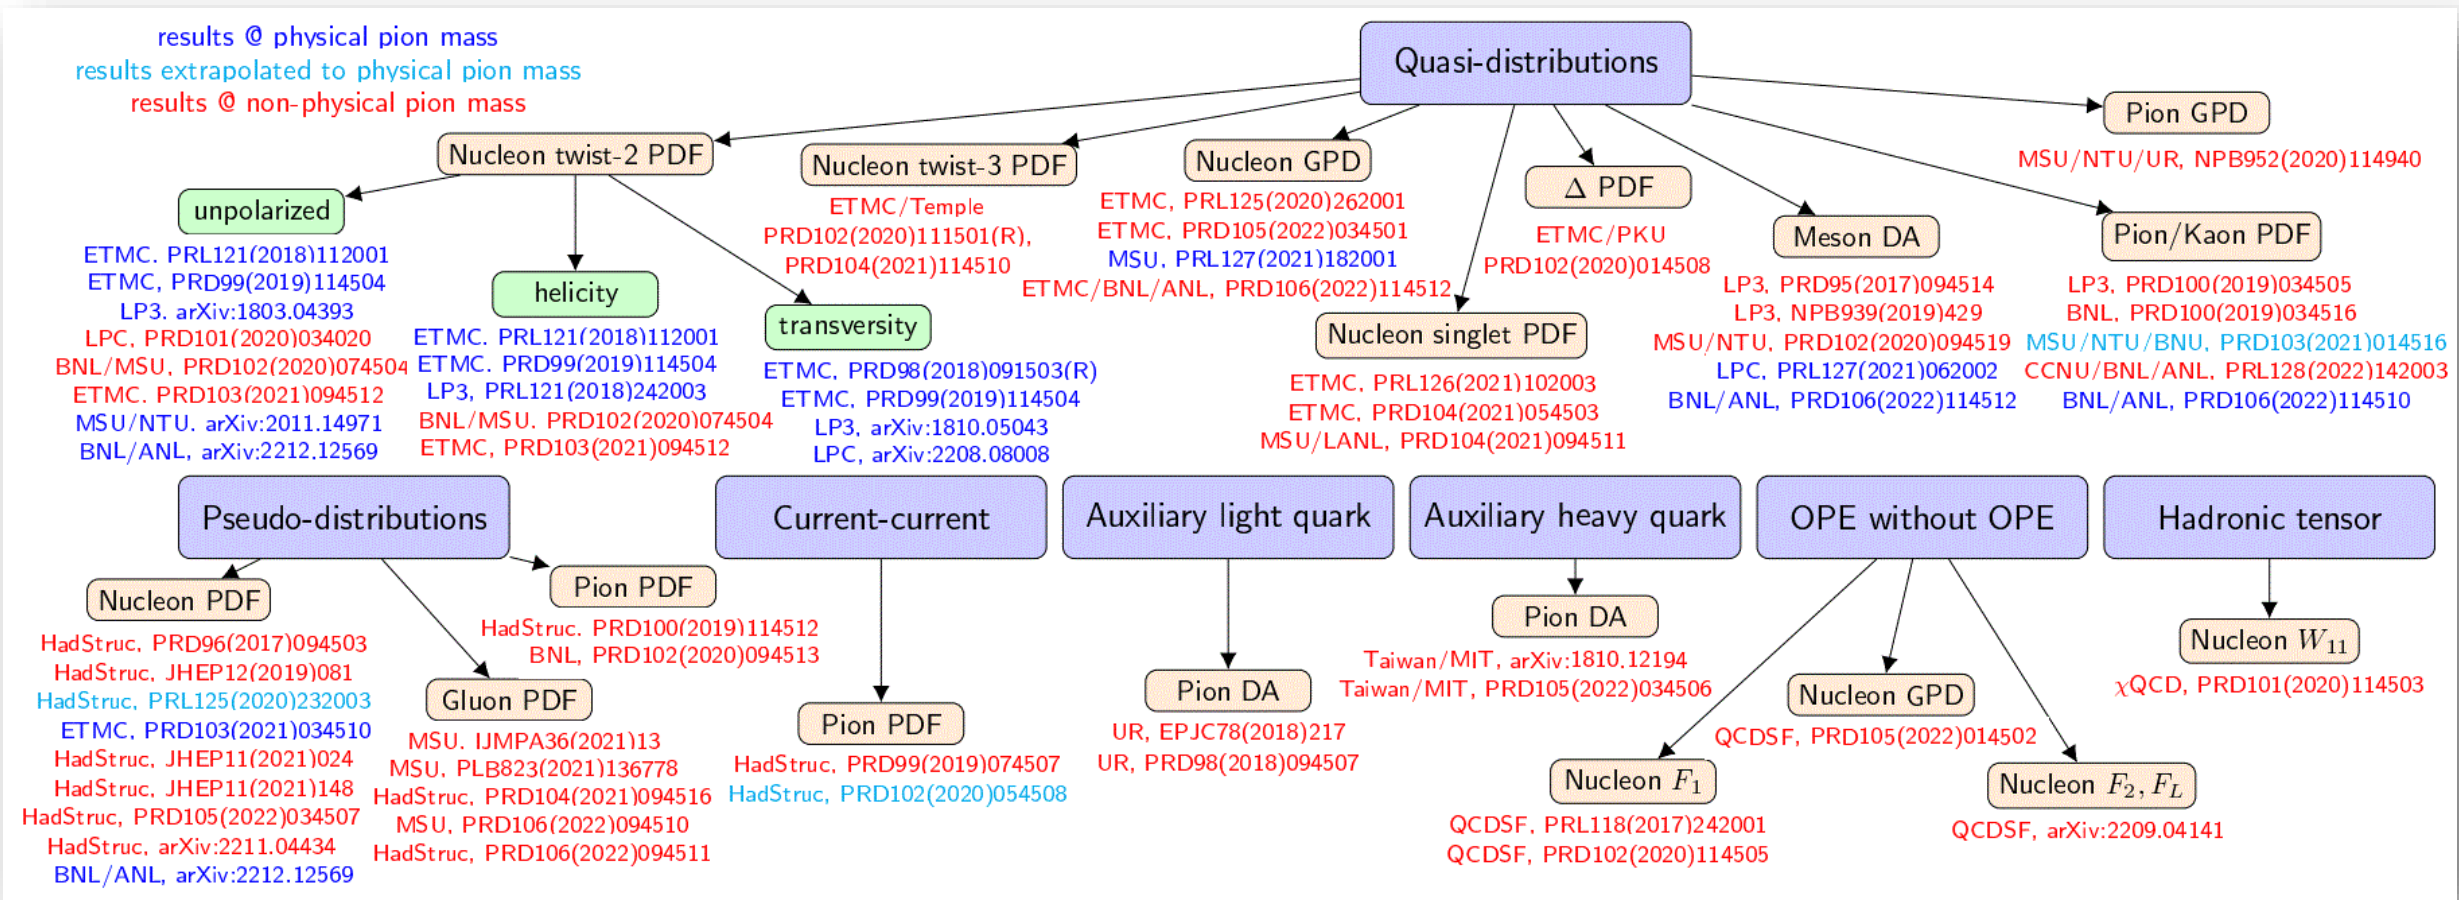 results @ physical pion mass
results extrapolated to physical pion mass
results @ non-physical pion mass
Quasi-distributions
Nucleon twist-2 PDF
unpolarized
ETMC. PRL121(2018)112001
ETMC, PRD99(2019)114504
LP3. arXiv:1803.04393
LPC, PRD101(2020)034020
BNL/MSU, PRD102(2020)074504
ETMC. PRD103(2021)094512
MSU/NTU. arXiv:2011.14971
BNL/ANL, arXiv:2212.12569
helicity
ETMC. PRL121(2018)112001
ETMC. PRD99(2019)114504
LP3, PRL121(2018)242003
BNL/MSU. PRD102(2020)074504
ETMC, PRD103(2021)094512
transversity
ETMC, PRD98(2018)091503(R)
ETMC, PRD99(2019)114504
LP3, arXiv:1810.05043
LPC, arXiv:2208.08008
Nucleon twist-3 PDF
ETMC/Temple
PRD102(2020)111501(R),
PRD104(2021)114510
Nucleon GPD
ETMC, PRL125(2020)262001
ETMC, PRD105(2022)034501
MSU, PRL127(2021)182001
ETMC/BNL/ANL, PRD106(2022)114512
Nucleon singlet PDF
ETMC, PRL126(2021)102003
ETMC, PRD104(2021)054503
MSU/LANL, PRD104(2021)094511
Δ PDF
ETMC/PKU
PRD102(2020)014508
Meson DA
LP3, PRD95(2017)094514
LP3, NPB939(2019)429
MSU/NTU, PRD102(2020)094519
LPC, PRL127(2021)062002
BNL/ANL, PRD106(2022)114512
Pion GPD
MSU/NTU/UR, NPB952(2020)114940
Pion/Kaon PDF
LP3, PRD100(2019)034505
BNL, PRD100(2019)034516
MSU/NTU/BNU, PRD103(2021)014516
CCNU/BNL/ANL, PRL128(2022)142003
BNL/ANL, PRD106(2022)114510
Pseudo-distributions
Nucleon PDF
HadStruc, PRD96(2017)094503
HadStruc, JHEP12(2019)081
HadStruc, PRL125(2020)232003
ETMC, PRD103(2021)034510
HadStruc, JHEP11(2021)024
HadStruc, JHEP11(2021)148
HadStruc, PRD105(2022)034507
HadStruc, arXiv:2211.04434
BNL/ANL, arXiv:2212.12569
Gluon PDF
MSU. IJMPA36(2021)13
MSU, PLB823(2021)136778
HadStruc, PRD104(2021)094516
MSU, PRD106(2022)094510
HadStruc, PRD106(2022)094511
Pion PDF
HadStruc. PRD100(2019)114512
BNL, PRD102(2020)094513
Current-current
Pion PDF
HadStruc, PRD99(2019)074507
HadStruc, PRD102(2020)054508
Auxiliary light quark
Pion DA
UR, EPJC78(2018)217
UR, PRD98(2018)094507
Auxiliary heavy quark
Pion DA
Taiwan/MIT, arXiv:1810.12194
Taiwan/MIT, PRD105(2022)034506
OPE without OPE
Nucleon F₁
QCDSF, PRL118(2017)242001
QCDSF, PRD102(2020)114505
Nucleon GPD
QCDSF, PRD105(2022)014502
Nucleon F₂, F_L
QCDSF, arXiv:2209.04141
Hadronic tensor
Nucleon W₁₁
χQCD, PRD101(2020)114503